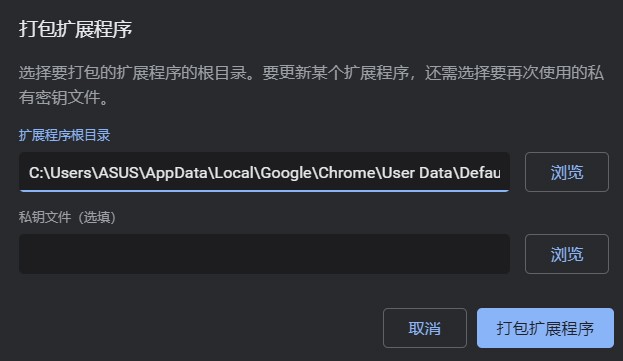 打包扩展程序
选择要打包的扩展程序的根目录。要更新某个扩展程序，还需选择要再次使用的私
有密钥文件。
扩展程序根目录
C:\Users\ASUS\AppData\Local\Google\Chrome\User Data\Defau
浏览
私钥文件（选填）
浏览
取消
打包扩展程序